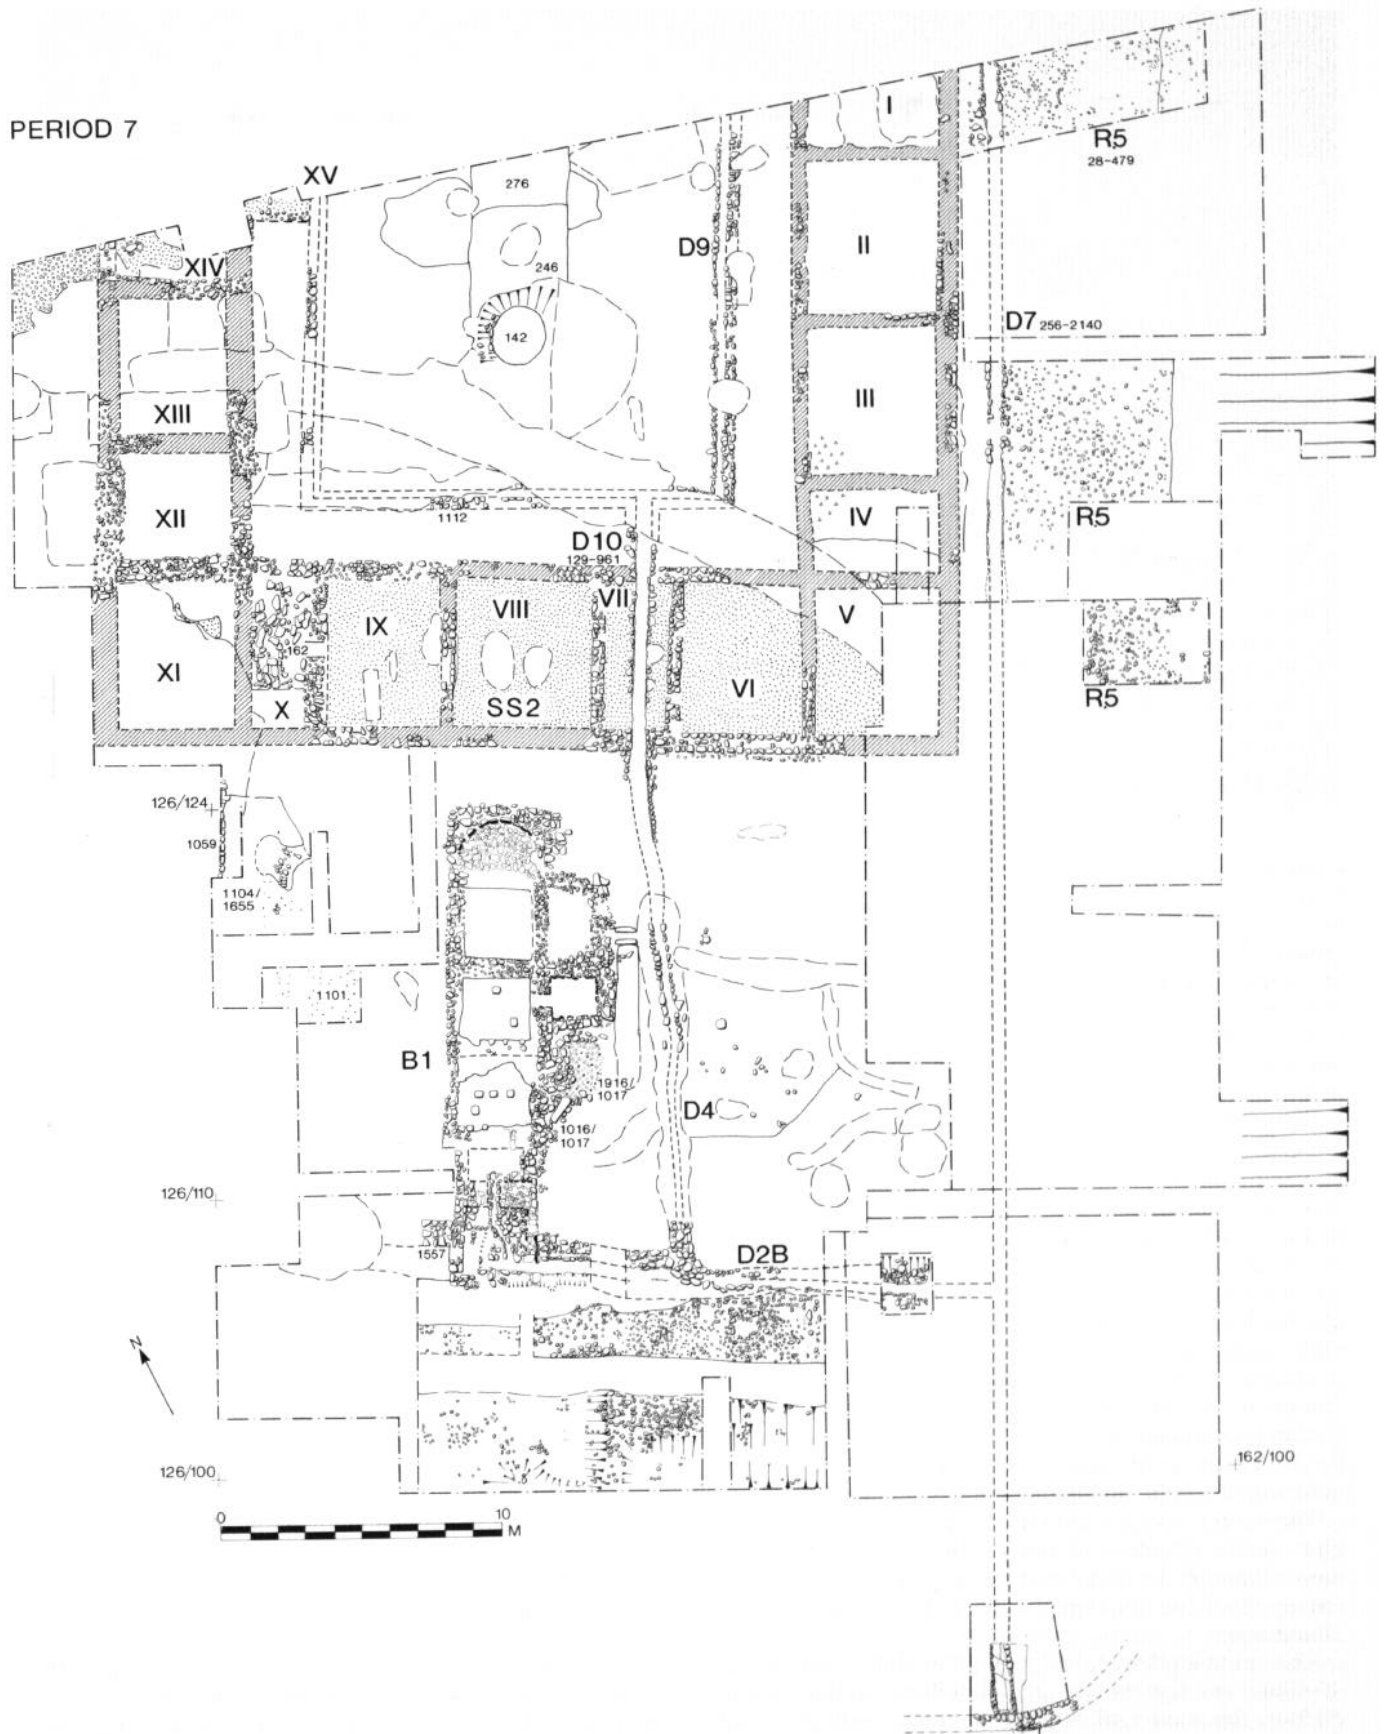 PERIOD 7
I
R5
28-479
XV
276
D9
II
XIV
246
142
D7 256-2140
XIII
III
XII
R5
1112
IV
D10
129-961
VII
VIII
IX
V
162
XI
VI
X
SS2
R5
126/124
1059
1104/
1655
1101
B1
1916/
1017
D4
1016/
1017
126/110
D2B
1557
N
126/100
162/100
0
10
M